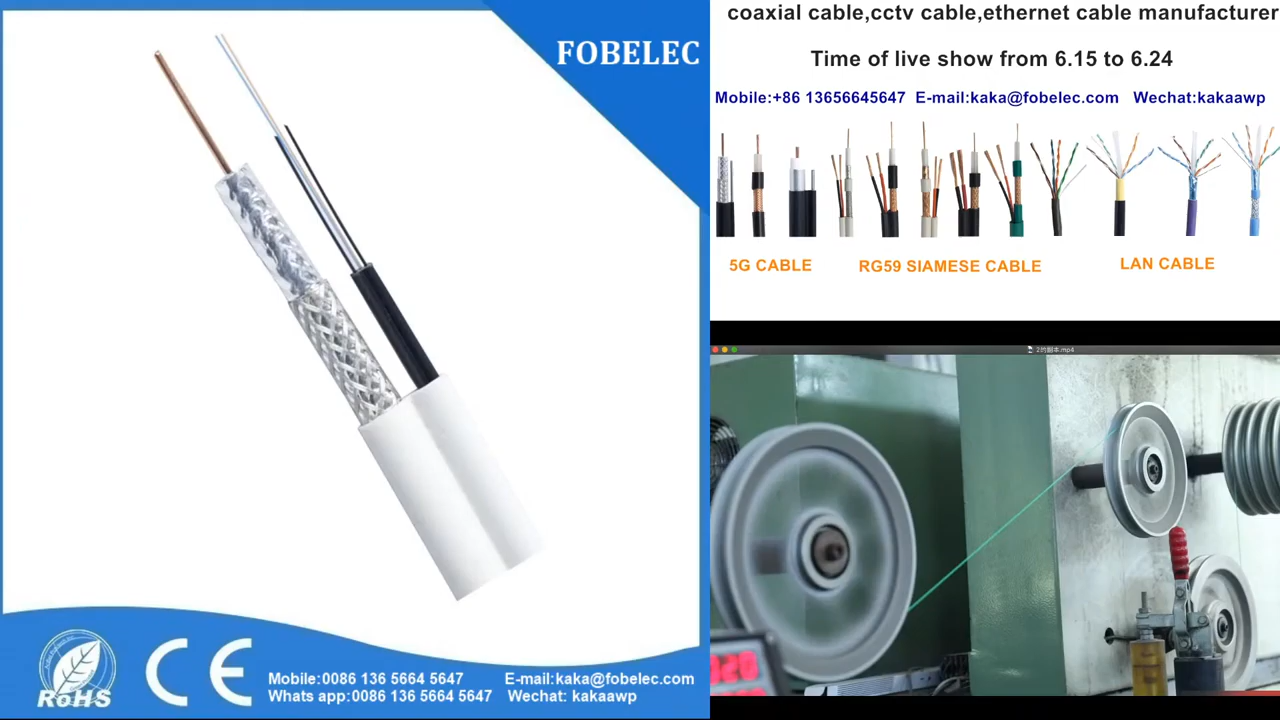 FOBELEC
RoHS
CE
Mobile:0086 136 5664 5647 E-mail:kaka@fobelec.com
Whats app:0086 136 5664 5647 Wechat: kakaawp
coaxial cable,cctv cable,ethernet cable manufacturer
Time of live show from 6.15 to 6.24
Mobile:+86 13656645647 E-mail:kaka@fobelec.com Wechat:kakaawp
5G CABLE
RG59 SIAMESE CABLE
LAN CABLE